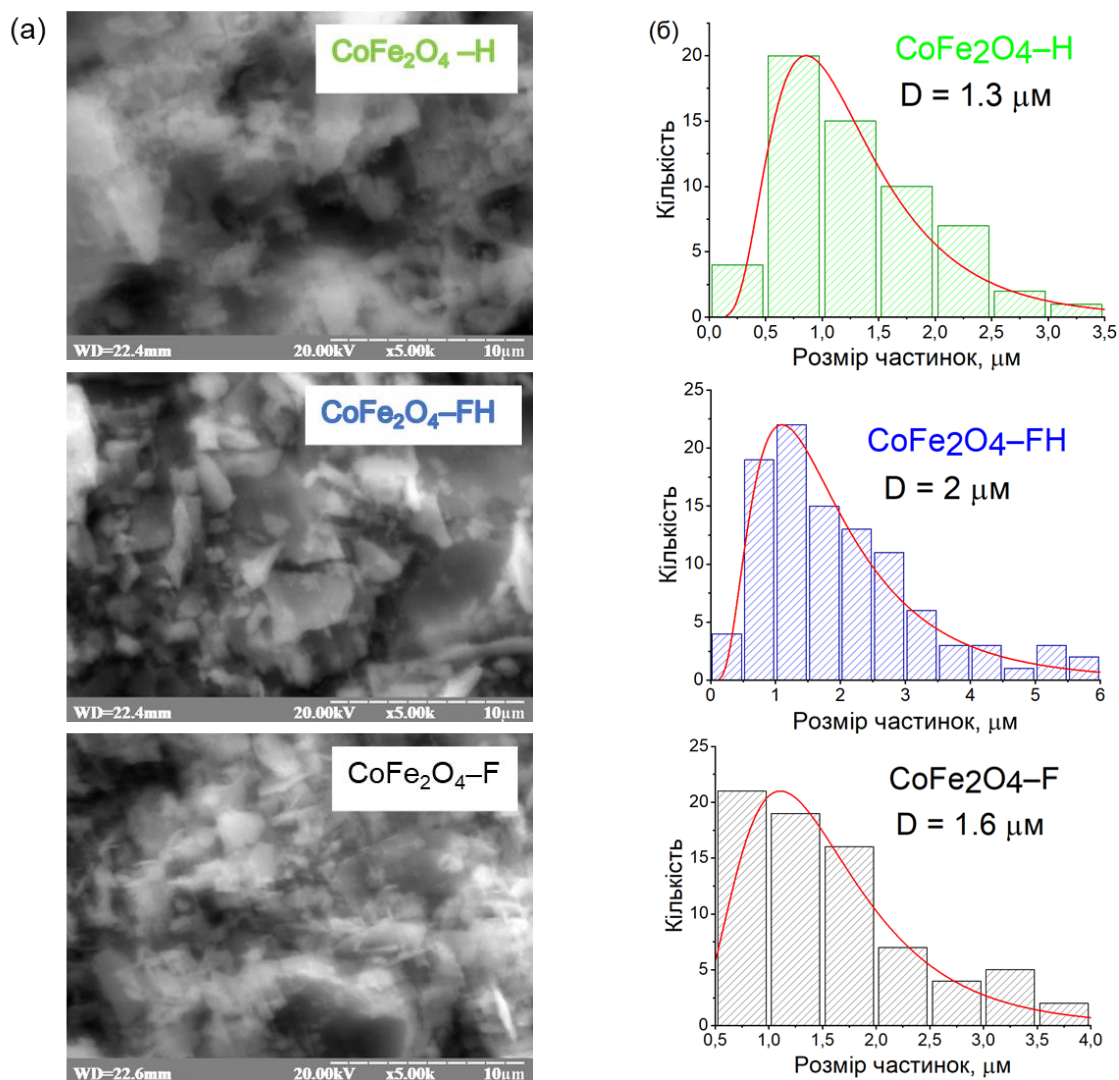 (а)
CoFe2O4 –H
WD=22.4mm 20.00kV x5.00k 10µm
CoFe2O4–FH
WD=22.4mm 20.00kV x5.00k 10µm
CoFe2O4–F
WD=22.6mm 20.00kV x5.00k 10µm
(б)
CoFe2O4–H
D = 1.3 μм
Кількість
20
15
10
5
0
0,0 0,5 1,0 1,5 2,0 2,5 3,0 3,5
Розмір частинок, μм
CoFe2O4–FH
D = 2 μм
Кількість
25
20
15
10
5
0
0 1 2 3 4 5 6
Розмір частинок, μм
CoFe2O4–F
D = 1.6 μм
Кількість
25
20
15
10
5
0
0,5 1,0 1,5 2,0 2,5 3,0 3,5 4,0
Розмір частинок, μм